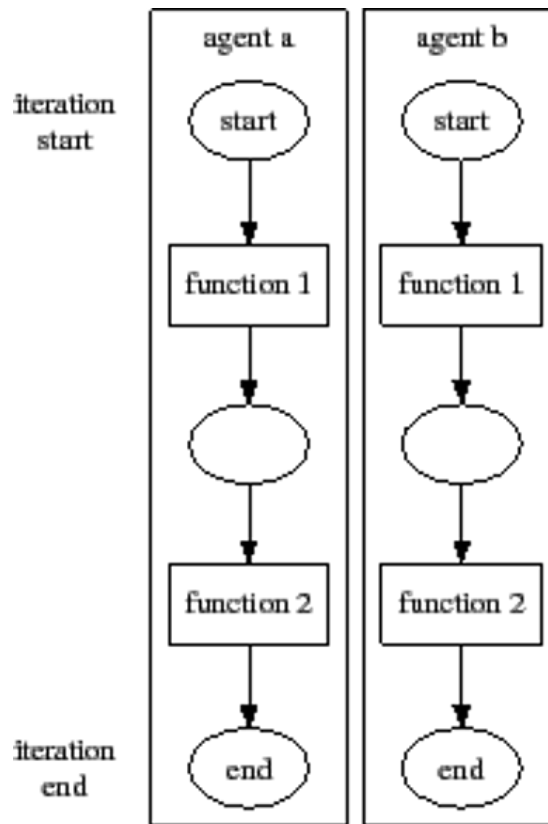 agent a
agent b
iteration
start
start
start
function 1
function 1
function 2
function 2
iteration
end
end
end